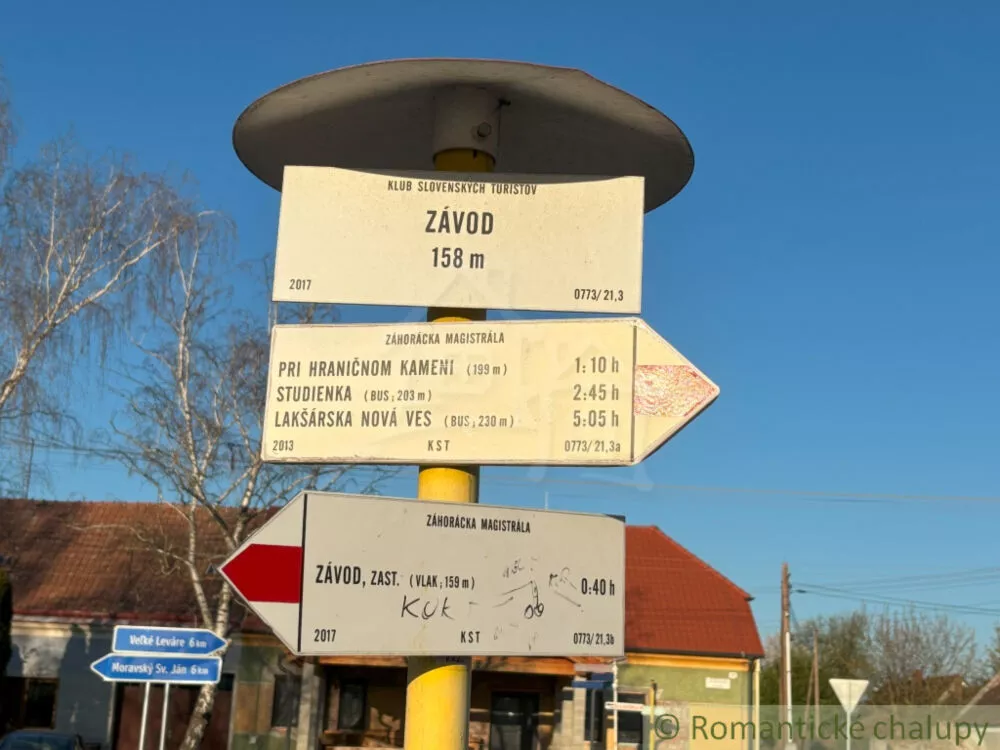 KLUB SLOVENSKÝCH TURISTOV
ZÁVOD
158 m
2017 0773/21,3
ZÁHORÁCKA MAGISTRÁLA
PRI HRANIČNOM KAMENI (199 m) 1:10 h
STUDIENKA (BUS; 203 m) 2:45 h
LAKŠÁRSKA NOVÁ VES (BUS; 230 m) 5:05 h
2013 KST 0773/21,3a
ZÁHORÁCKA MAGISTRÁLA
ZÁVOD, ZAST. (VLAK; 159 m) 0:40 h
KUK
2017 KST 0773/21,3b
Veľké Leváre 6 km
Moravský Sv. Ján 6 km
© Romantické chalupy